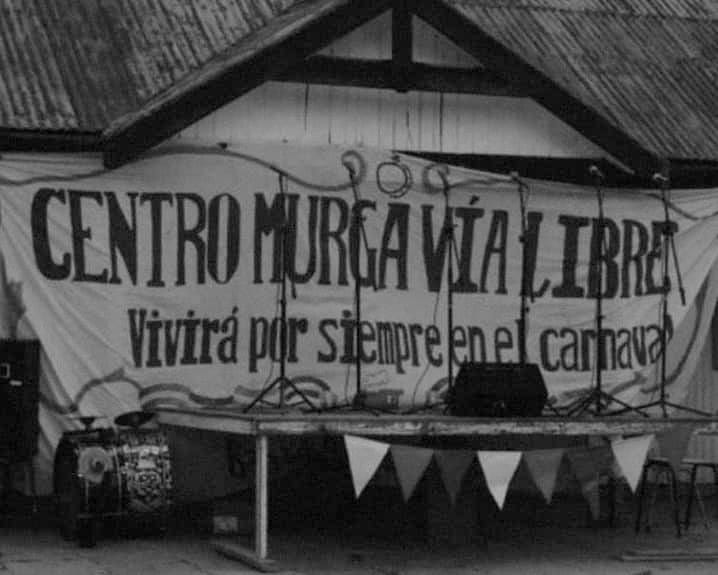 CENTRO MURGA VÍA LIBRE
Vivirá por siempre en el carnaval